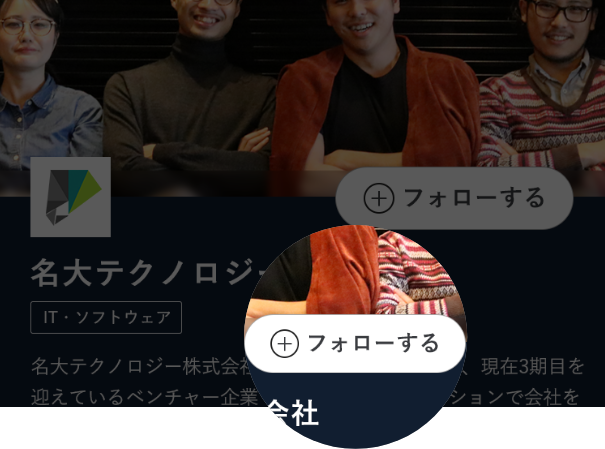 フォローする
名大テクノロジー
IT・ソフトウェア
フォローする
会社
名大テクノロジー株式会社、現在3期目を
迎えているベンチャー企業ションで会社を